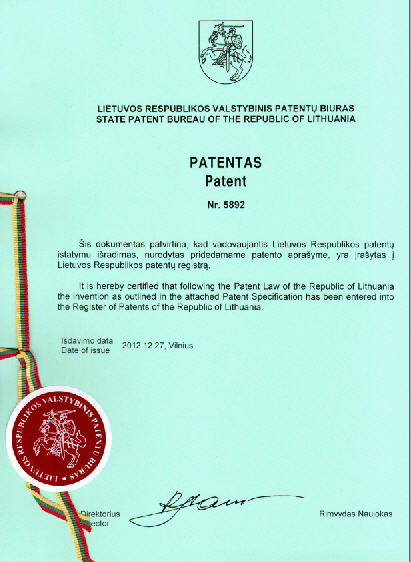 LIETUVOS RESPUBLIKOS VALSTYBINIS PATENTŲ BIURAS
STATE PATENT BUREAU OF THE REPUBLIC OF LITHUANIA
PATENTAS
Patent
Nr. 5892
Šis dokumentas patvirtina, kad vadovaujantis Lietuvos Respublikos patentų
įstatymu išradimas, nurodytas pridedamame patento aprašyme, yra įrašytas į
Lietuvos Respublikos patentų registrą.
It is hereby certified that following the Patent Law of the Republic of Lithuania
the invention as outlined in the attached Patent Specification has been entered
into the Register of Patents of the Republic of Lithuania.
Išdavimo data
Date of issue
2012 12 27, Vilnius
LIETUVOS RESPUBLIKOS VALSTYBINIS PATENTŲ BIURAS
Direktorius
Rimvydas Naujokas